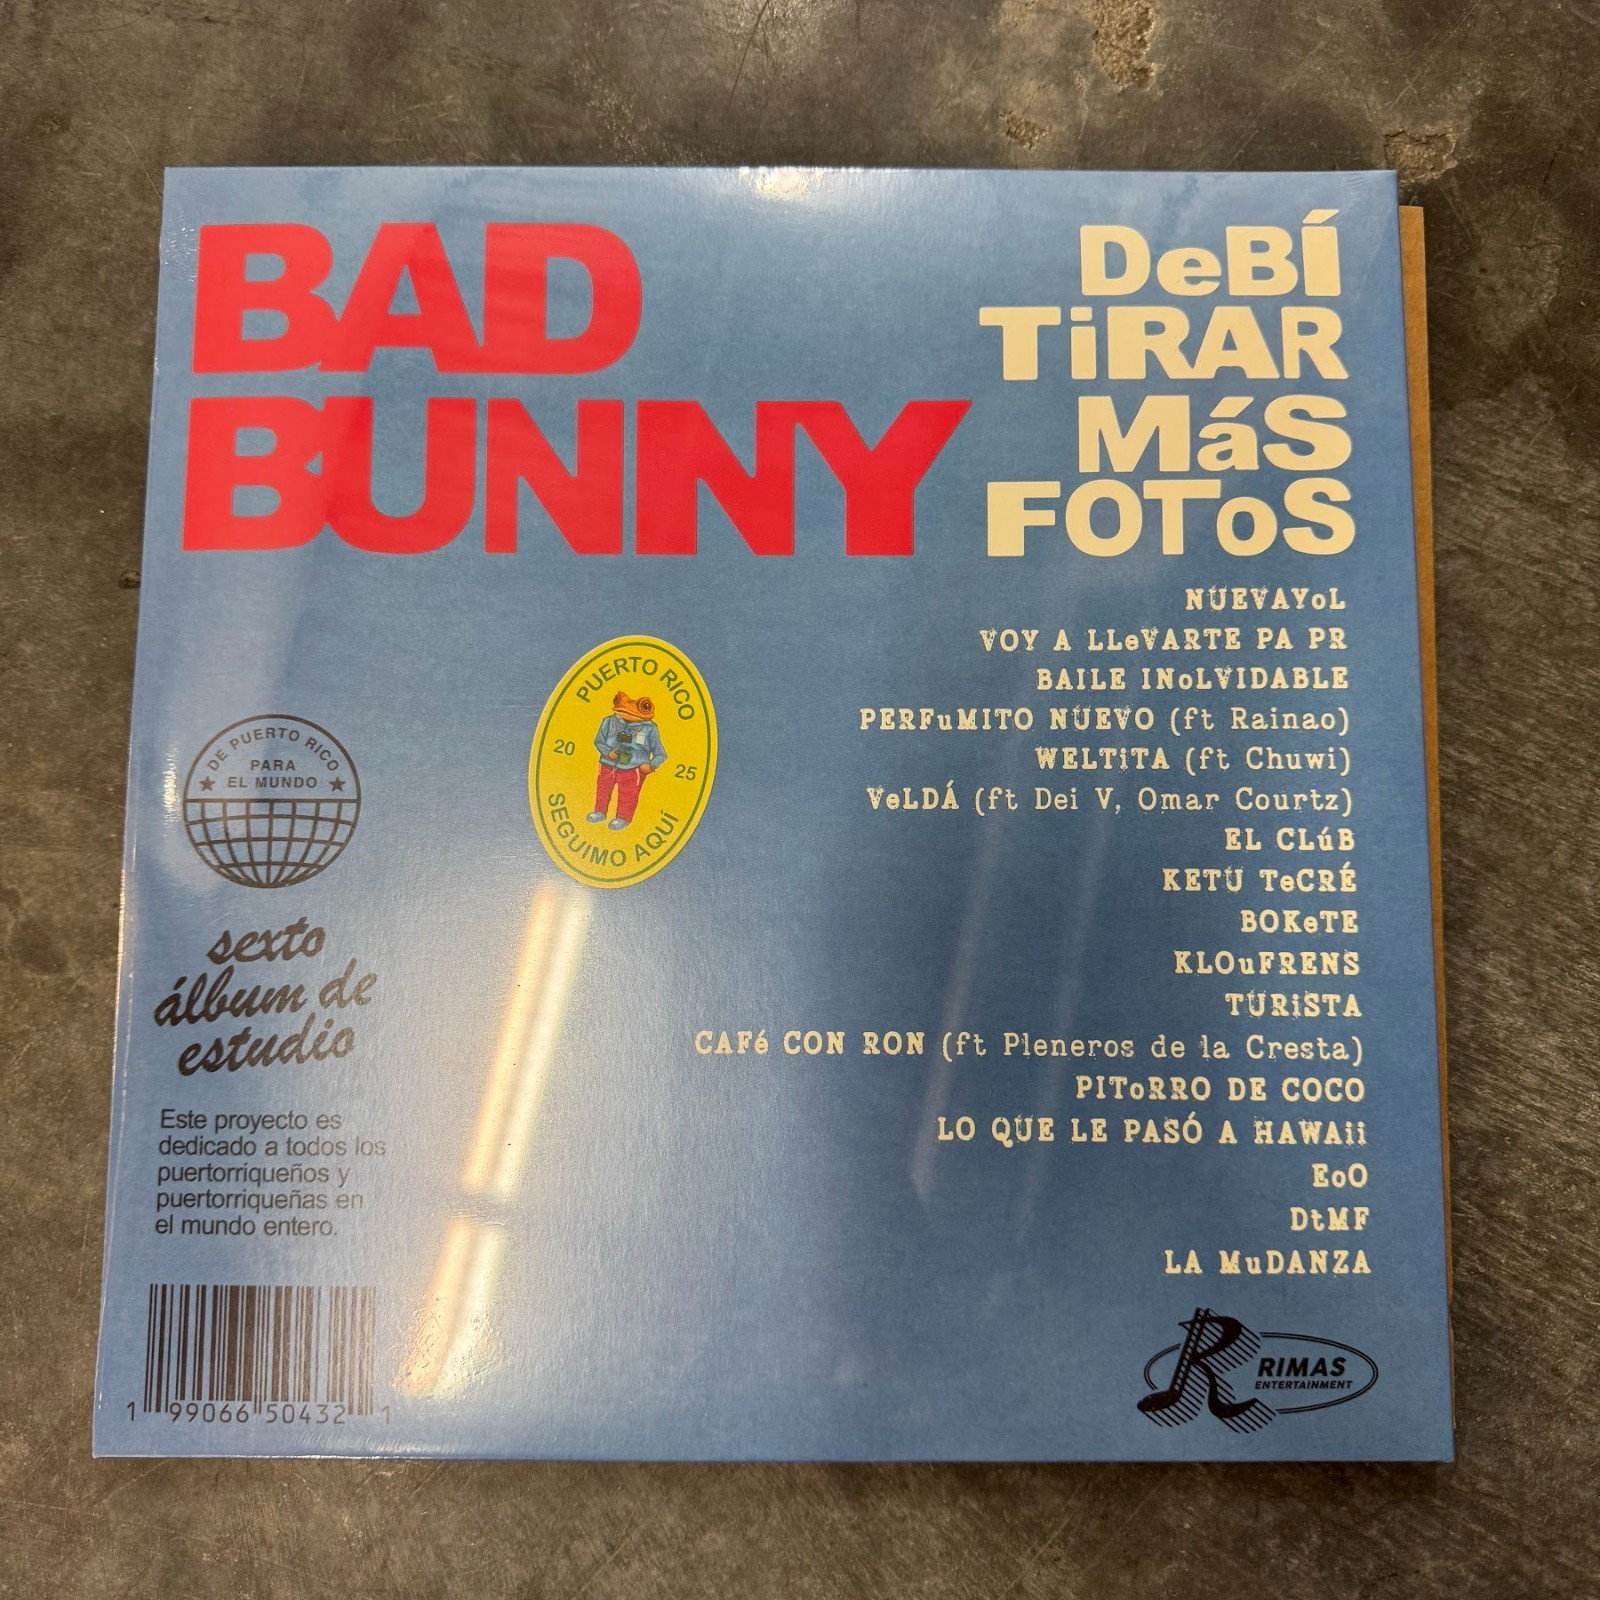 BAD
BUNNY
DeBÍ
TiRAR
MáS
FOToS
NUEVAYoL
VOY A LLeVARTE PA PR
BAILE INoLVIDABLE
PERFuMITO NUEVO (ft Rainao)
WELTiTA (ft Chuwi)
VeLDÁ (ft Dei V, Omar Courtz)
EL CLúB
KETU TeCRÉ
BOKeTE
KLOuFRENS
TURiSTA
CAFé CON RON (ft Pleneros de la Cresta)
PIToRRO DE COCO
LO QUE LE PASÓ A HAWAii
EoO
DtMF
LA MuDANZA
PUERTO RICO
20 25
SEGUIMO AQUÍ
DE PUERTO RICO
PARA
EL MUNDO
sexto
álbum de
estudio
Este proyecto es
dedicado a todos los
puertorriqueños y
puertorriqueñas en
el mundo entero.
1 99066 50432 1
R RIMAS
ENTERTAINMENT